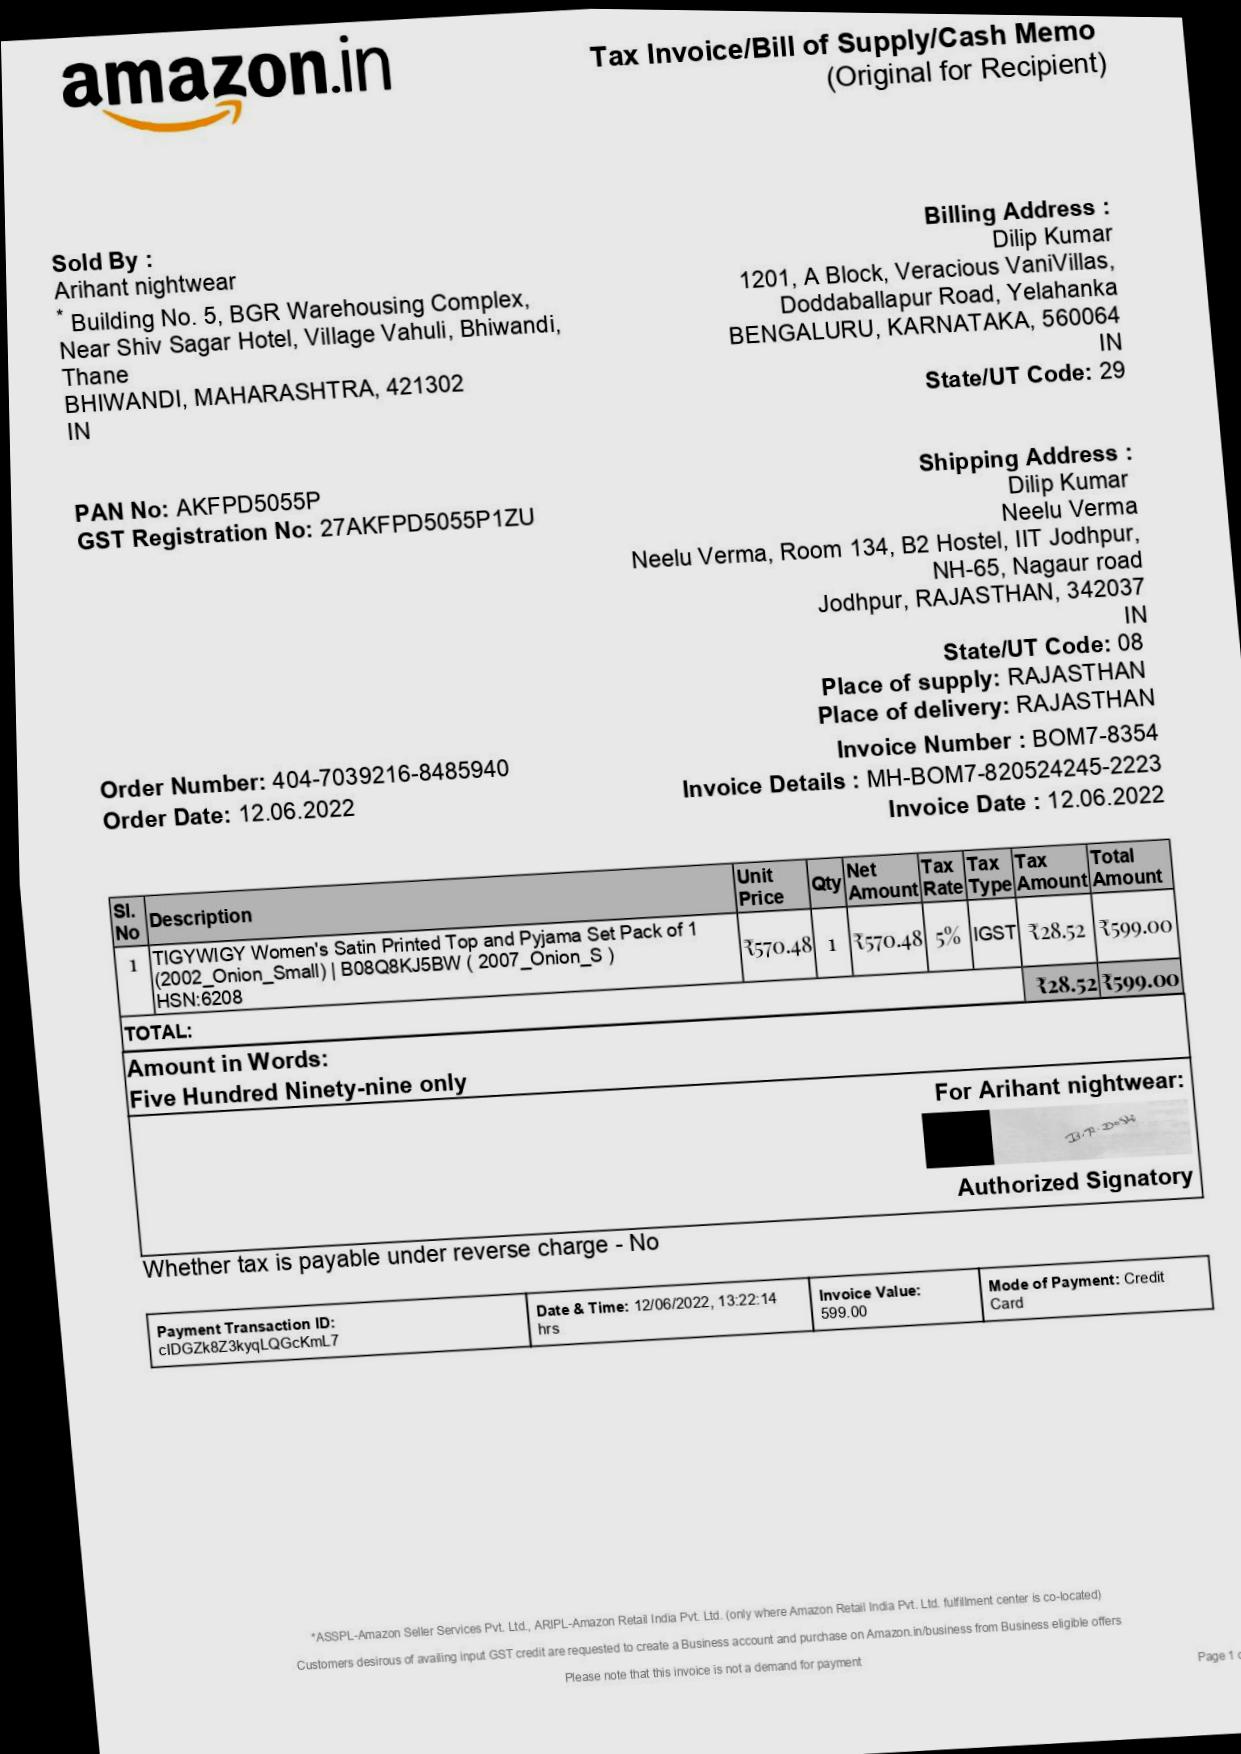 amazon.in
Tax Invoice/Bill of Supply/Cash Memo
(Original for Recipient)
Sold By :
Arihant nightwear
* Building No. 5, BGR Warehousing Complex,
Near Shiv Sagar Hotel, Village Vahuli, Bhiwandi,
Thane
BHIWANDI, MAHARASHTRA, 421302
IN
Billing Address :
Dilip Kumar
1201, A Block, Veracious VaniVillas,
Doddaballapur Road, Yelahanka
BENGALURU, KARNATAKA, 560064
IN
State/UT Code: 29
PAN No: AKFPD5055P
GST Registration No: 27AKFPD5055P1ZU
Shipping Address :
Dilip Kumar
Neelu Verma
Neelu Verma, Room 134, B2 Hostel, IIT Jodhpur,
NH-65, Nagaur road
Jodhpur, RAJASTHAN, 342037
IN
State/UT Code: 08
Place of supply: RAJASTHAN
Place of delivery: RAJASTHAN
Order Number: 404-7039216-8485940
Order Date: 12.06.2022
Invoice Number : BOM7-8354
Invoice Details : MH-BOM7-820524245-2223
Invoice Date : 12.06.2022
Sl. No Description Unit Price Qty Net Amount Tax Rate Tax Type Tax Amount Total Amount
1 TIGYWIGY Women's Satin Printed Top and Pyjama Set Pack of 1 ₹570.48 1 ₹570.48 5% IGST ₹28.52 ₹599.00
(2002_Onion_Small) | B08Q8KJ5BW ( 2007_Onion_S )
HSN:6208
TOTAL: ₹28.52 ₹599.00
Amount in Words:
Five Hundred Ninety-nine only
For Arihant nightwear:
Authorized Signatory
Whether tax is payable under reverse charge - No
Payment Transaction ID:
cIDGZk8Z3kyqLQGcKmL7
Date & Time: 12/06/2022, 13:22:14
hrs
Invoice Value:
599.00
Mode of Payment: Credit
Card
*ASSPL-Amazon Seller Services Pvt. Ltd., ARIPL-Amazon Retail India Pvt. Ltd. (only where Amazon Retail India Pvt. Ltd. fulfillment center is co-located)
Customers desirous of availing input GST credit are requested to create a Business account and purchase on Amazon.in/business from Business eligible offers
Please note that this invoice is not a demand for payment
Page 1